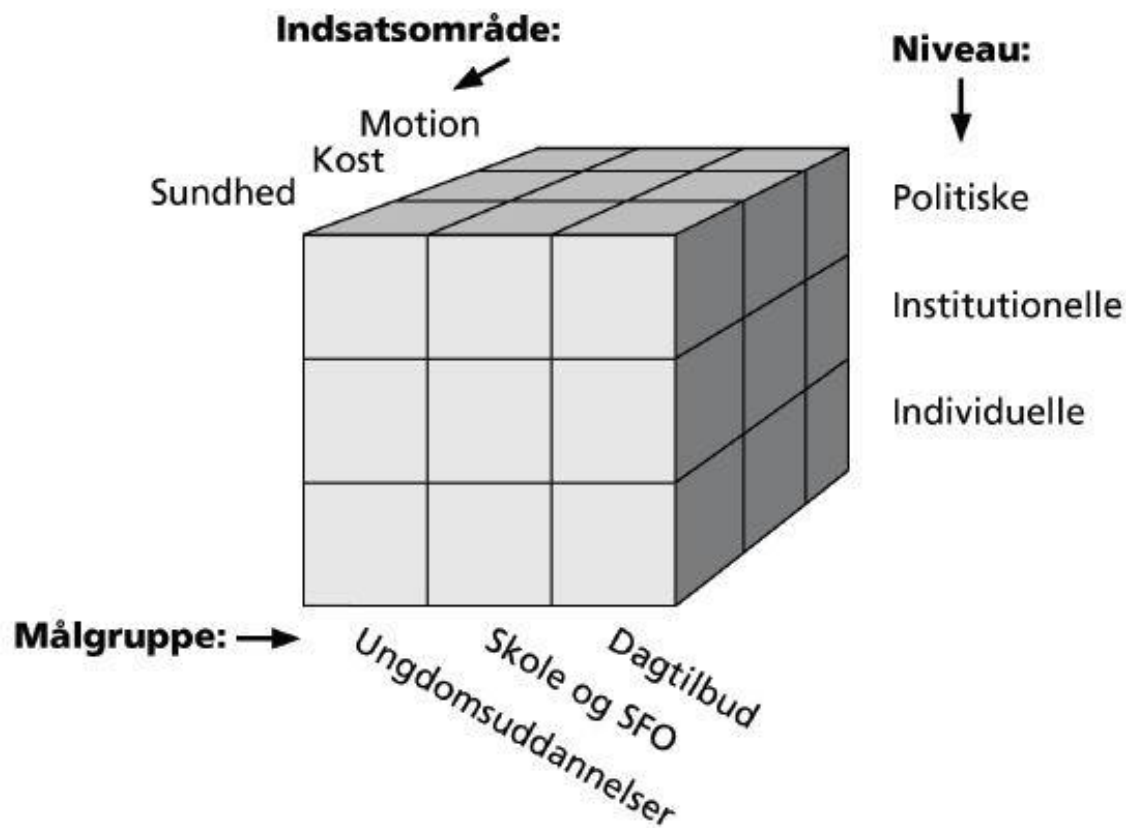 Indsatsområde:
Niveau:
Motion
Kost
Sundhed
Politiske
Institutionelle
Individuelle
Målgruppe:
Ungdomsuddannelser
Skole og SFO
Dagtilbud